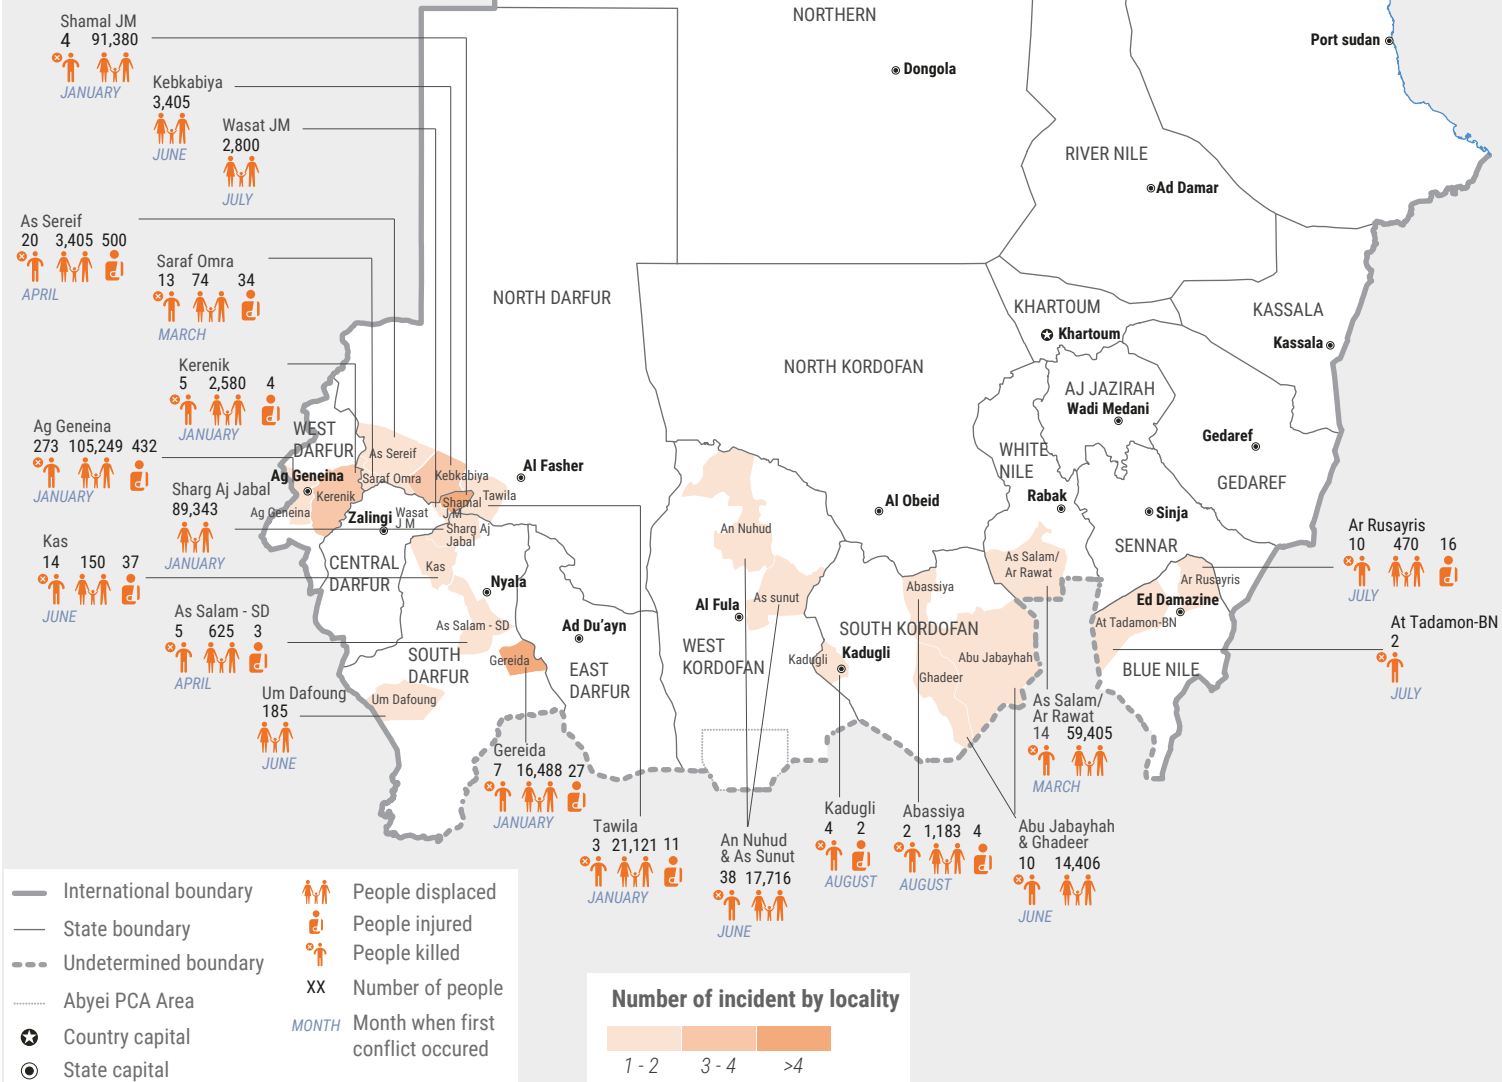 Shamal JM
4 91,380
JANUARY
Kebkabiya
3,405
JUNE
Wasat JM
2,800
JULY
As Sereif
20 3,405 500
APRIL
Saraf Omra
13 74 34
MARCH
Kerenik
5 2,580 4
JANUARY
Ag Geneina
273 105,249 432
JANUARY
Sharg Aj Jabal
89,343
JANUARY
Kas
14 150 37
JUNE
As Salam - SD
5 625 3
APRIL
Um Dafoung
185
JUNE
Gereida
7 16,488 27
JANUARY
Tawila
3 21,121 11
JANUARY
An Nuhud
& As Sunut
38 17,716
JUNE
Kadugli
4 2
AUGUST
Abassiya
2 1,183 4
AUGUST
Abu Jabayhah
& Ghadeer
10 14,406
JUNE
As Salam/
Ar Rawat
14 59,405
MARCH
Ar Rusayris
10 470 16
JULY
At Tadamon-BN
2
JULY
NORTHERN
Dongola
Port sudan
RIVER NILE
Ad Damar
NORTH DARFUR
KHARTOUM
Khartoum
KASSALA
Kassala
NORTH KORDOFAN
AJ JAZIRAH
Wadi Medani
WEST
DARFUR
Ag Geneina
As Sereif
Saraf Omra
Kebkabiya
Al Fasher
Kerenik
Ag Geneina
Shamal
JM
Tawila
Zalingi
Wasat
J M
Sharg Aj
Jabal
CENTRAL
DARFUR
Kas
Nyala
As Salam - SD
SOUTH
DARFUR
Gereida
Um Dafoung
Ad Du'ayn
EAST
DARFUR
An Nuhud
Al Obeid
Al Fula
As sunut
WEST
KORDOFAN
WHITE
NILE
Rabak
Gedaref
GEDAREF
Sinja
SENNAR
As Salam/
Ar Rawat
Abassiya
SOUTH KORDOFAN
Kadugli
Kadugli
Abu Jabayhah
Ghadeer
Ar Rusayris
Ed Damazine
At Tadamon-BN
BLUE NILE
International boundary
State boundary
Undetermined boundary
Abyei PCA Area
Country capital
State capital
People displaced
People injured
People killed
XX Number of people
MONTH Month when first
conflict occured
Number of incident by locality
1 - 2 3 - 4 >4